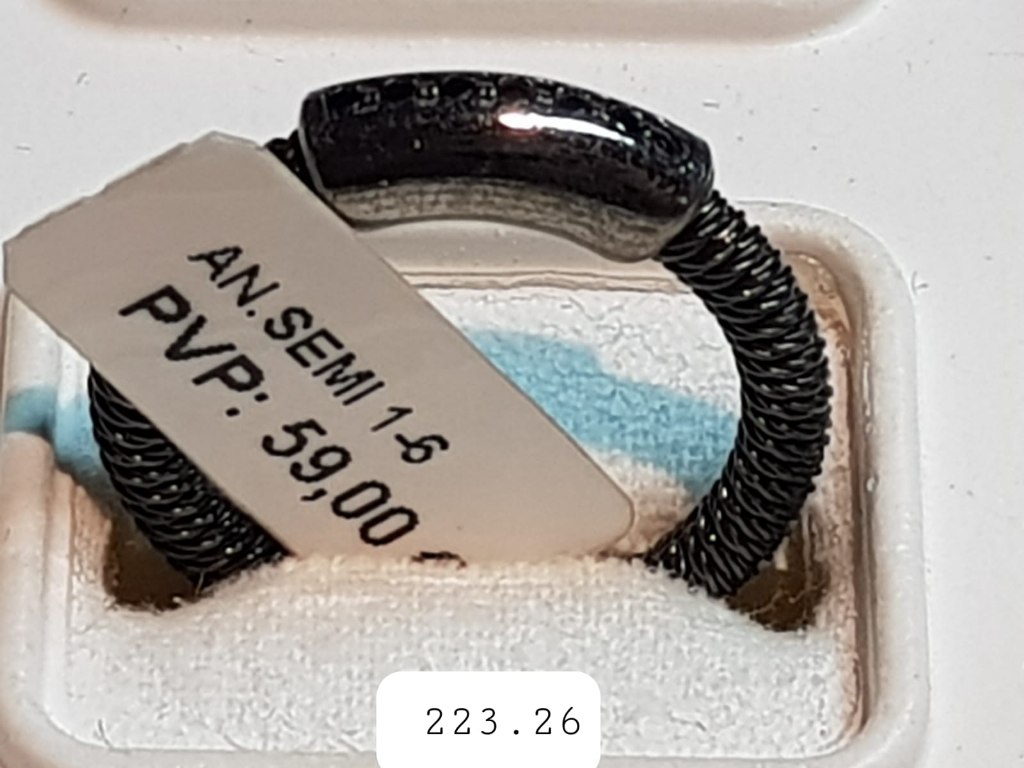 AN.SEMI 1-6
PVP: 59,00
223.26